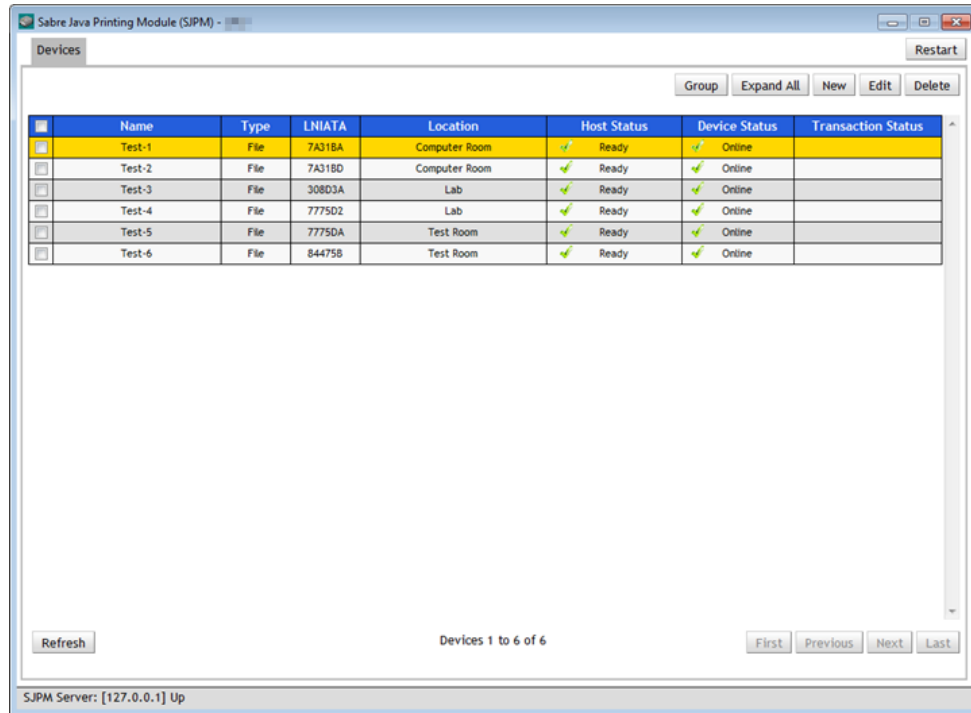 Sabre Java Printing Module (SJPM) -
Devices Restart
Group Expand All New Edit Delete
Name Type LNIATA Location Host Status Device Status Transaction Status
Test-1 File 7A31BA Computer Room Ready Online
Test-2 File 7A31BD Computer Room Ready Online
Test-3 File 308D3A Lab Ready Online
Test-4 File 7775D2 Lab Ready Online
Test-5 File 7775DA Test Room Ready Online
Test-6 File 84475B Test Room Ready Online
Refresh Devices 1 to 6 of 6 First Previous Next Last
SJPM Server: [127.0.0.1] Up